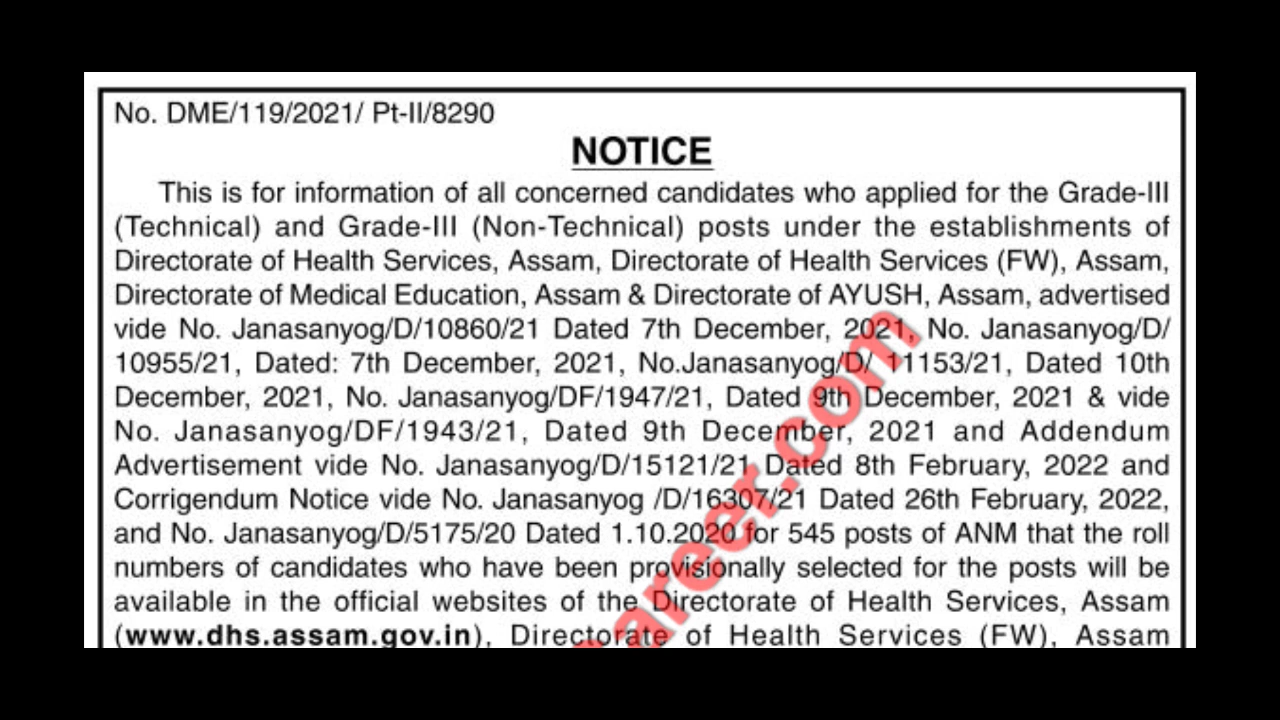 No. DME/119/2021/ Pt-II/8290
NOTICE
This is for information of all concerned candidates who applied for the Grade-III
(Technical) and Grade-III (Non-Technical) posts under the establishments of
Directorate of Health Services, Assam, Directorate of Health Services (FW), Assam,
Directorate of Medical Education, Assam & Directorate of AYUSH, Assam, advertised
vide No. Janasanyog/D/10860/21 Dated 7th December, 2021, No. Janasanyog/D/
10955/21, Dated: 7th December, 2021, No.Janasanyog/D/ 11153/21, Dated 10th
December, 2021, No. Janasanyog/DF/1947/21, Dated 9th December, 2021 & vide
No. Janasanyog/DF/1943/21, Dated 9th December, 2021 and Addendum
Advertisement vide No. Janasanyog/D/15121/21 Dated 8th February, 2022 and
Corrigendum Notice vide No. Janasanyog /D/16307/21 Dated 26th February, 2022,
and No. Janasanyog/D/5175/20 Dated 1.10.2020 for 545 posts of ANM that the roll
numbers of candidates who have been provisionally selected for the posts will be
available in the official websites of the Directorate of Health Services, Assam
(www.dhs.assam.gov.in), Directorate of Health Services (FW), Assam
areer.com